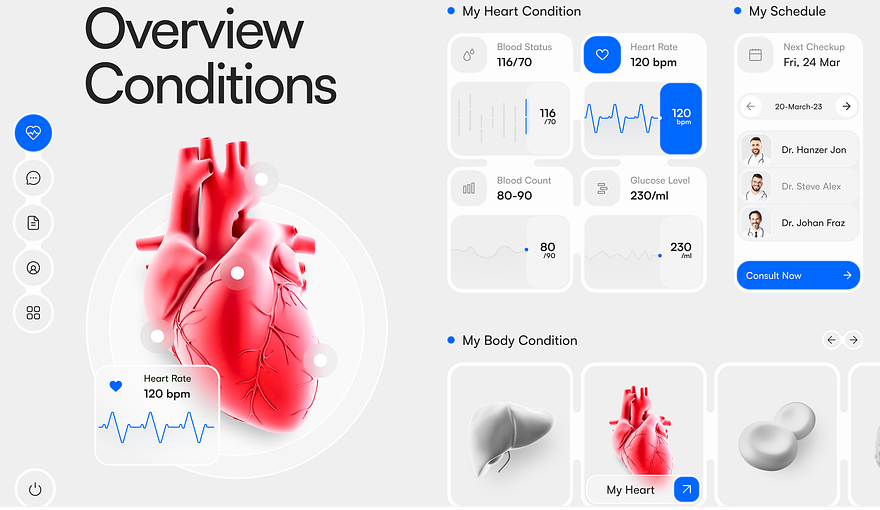 Overview
Conditions
Heart Rate
120 bpm
My Heart Condition
Blood Status
116/70
116
/70
Heart Rate
120 bpm
120
bpm
Blood Count
80-90
80
/90
Glucose Level
230/ml
230
/ml
My Schedule
Next Checkup
Fri, 24 Mar
20-March-23
Dr. Hanzer Jon
Dr. Steve Alex
Dr. Johan Fraz
Consult Now
My Body Condition
My Heart